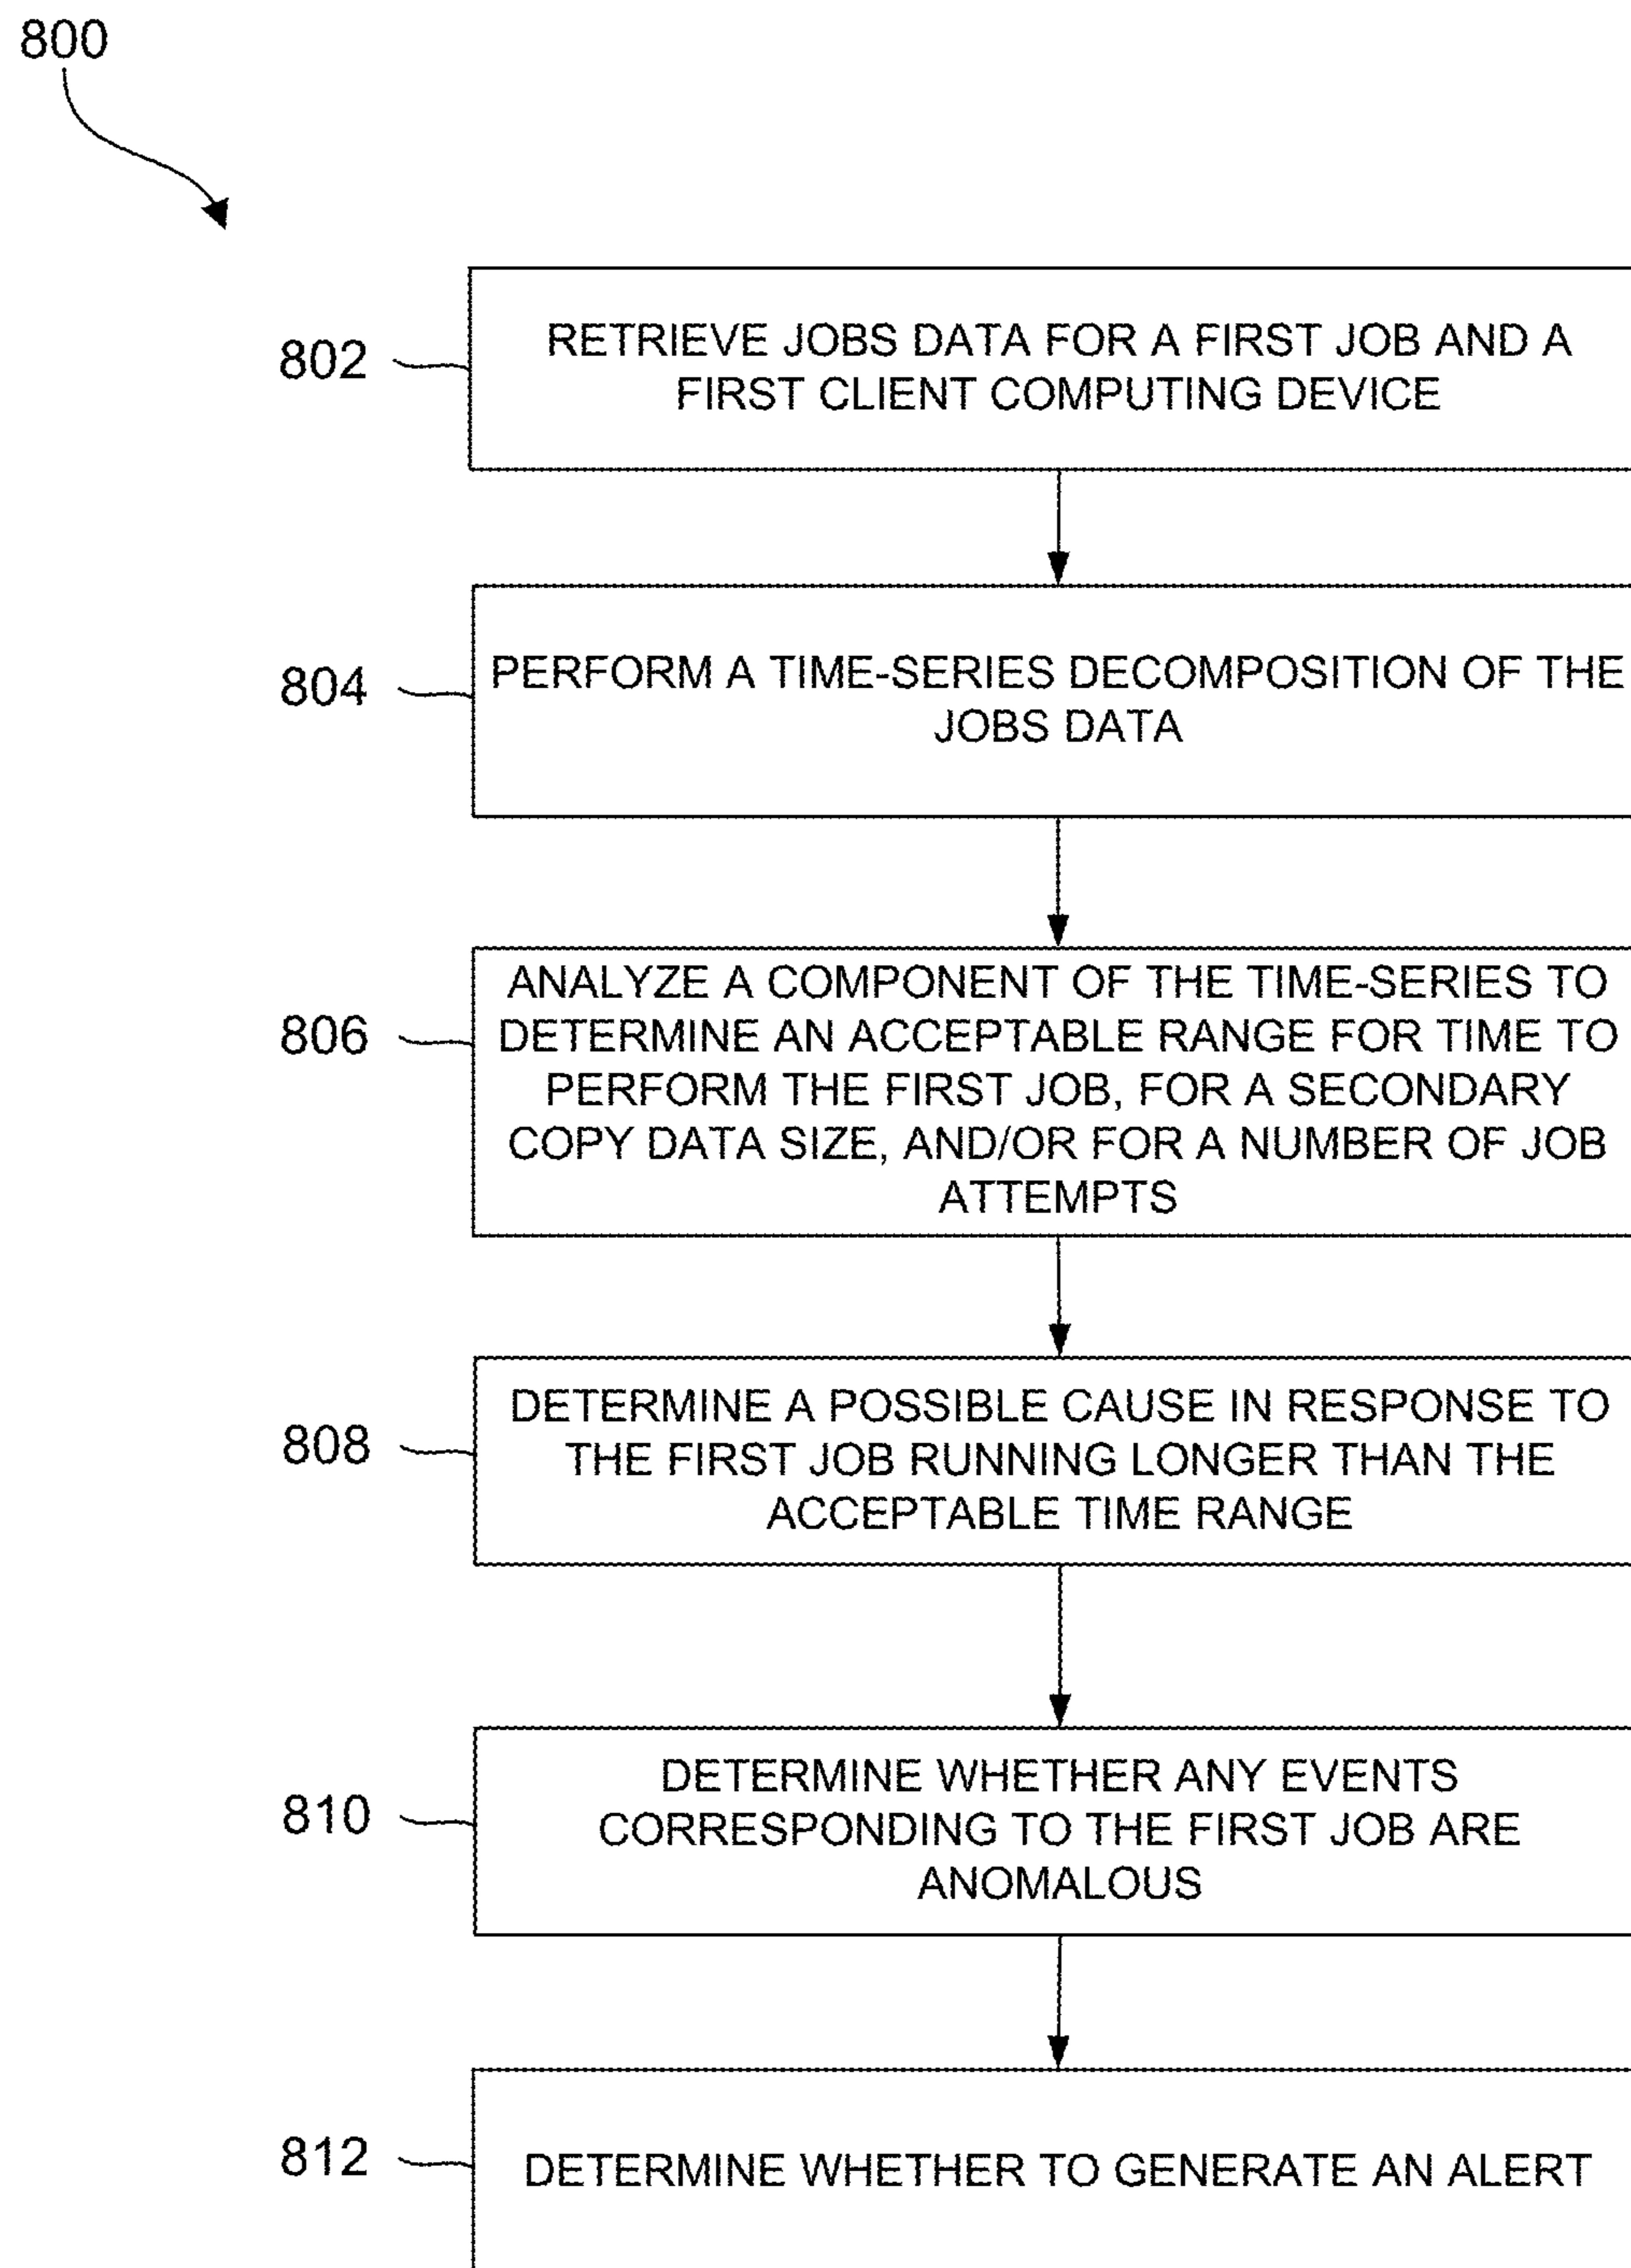 800
802
RETRIEVE JOBS DATA FOR A FIRST JOB AND A
FIRST CLIENT COMPUTING DEVICE
804
PERFORM A TIME-SERIES DECOMPOSITION OF THE
JOBS DATA
806
ANALYZE A COMPONENT OF THE TIME-SERIES TO
DETERMINE AN ACCEPTABLE RANGE FOR TIME TO
PERFORM THE FIRST JOB, FOR A SECONDARY
COPY DATA SIZE, AND/OR FOR A NUMBER OF JOB
ATTEMPTS
808
DETERMINE A POSSIBLE CAUSE IN RESPONSE TO
THE FIRST JOB RUNNING LONGER THAN THE
ACCEPTABLE TIME RANGE
810
DETERMINE WHETHER ANY EVENTS
CORRESPONDING TO THE FIRST JOB ARE
ANOMALOUS
812
DETERMINE WHETHER TO GENERATE AN ALERT